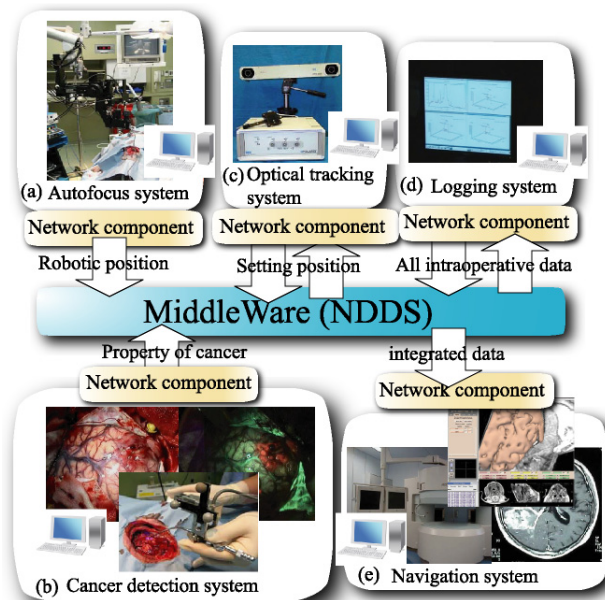 (a) Autofocus system
(c) Optical tracking
system
(d) Logging system
Network component
Network component
Network component
Robotic position
Setting position
All intraoperative data
MiddleWare (NDDS)
Property of cancer
integrated data
Network component
Network component
(b) Cancer detection system
(e) Navigation system